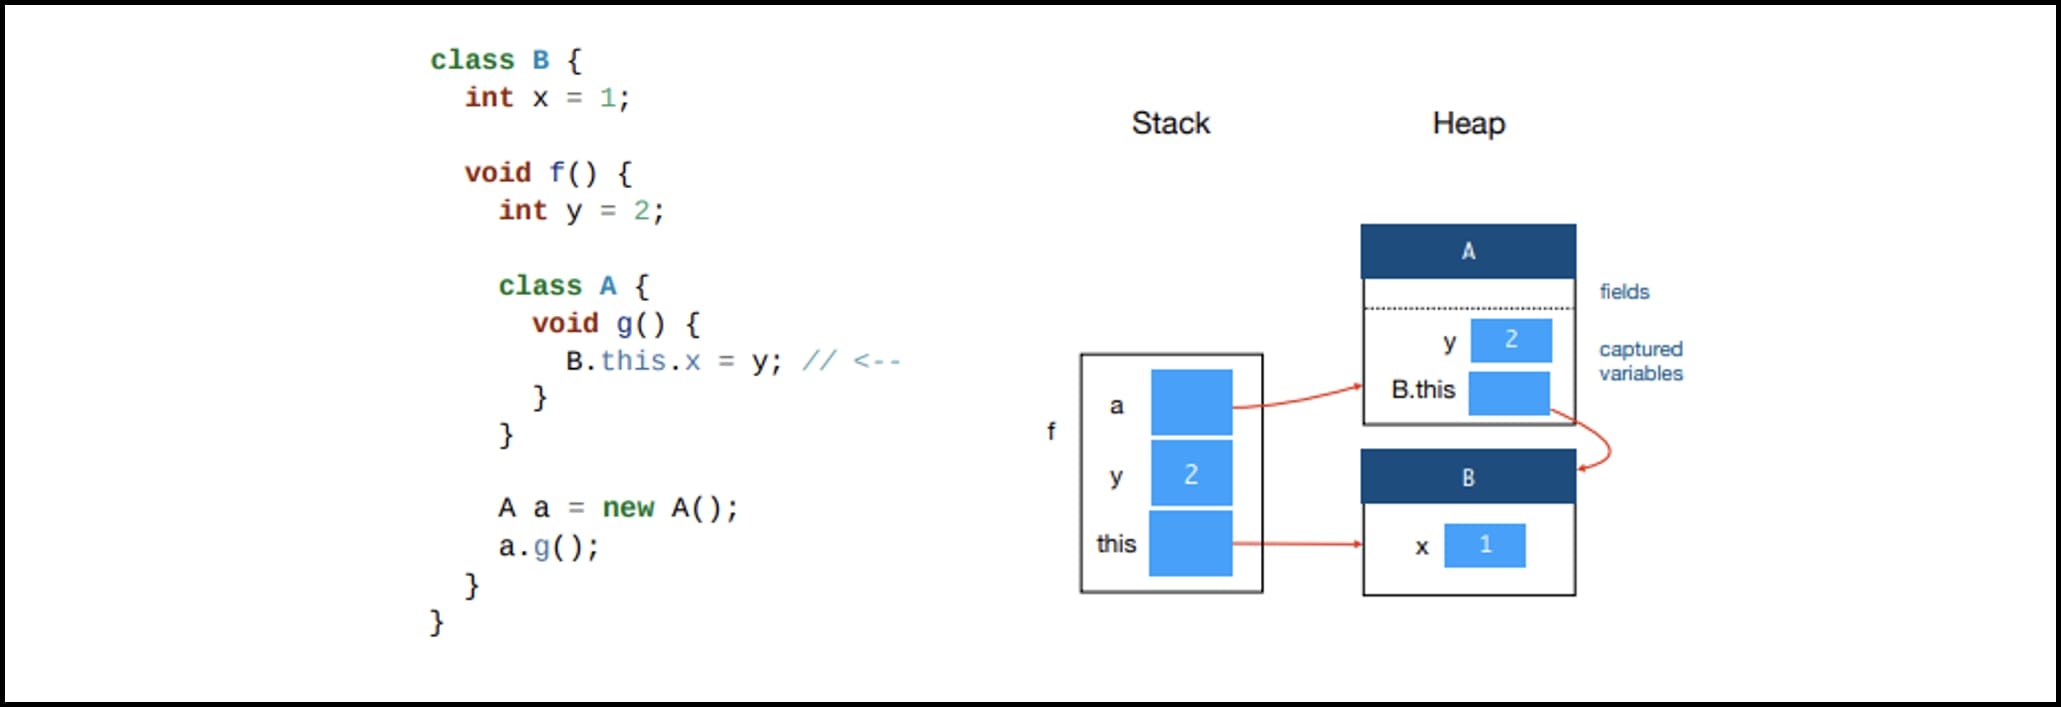 class B {
int x = 1;
void f() {
int y = 2;
class A {
void g() {
B.this.x = y; // <--
}
}
A a = new A();
a.g();
}
}
Stack
Heap
A
fields
y 2
captured
variables
B.this
f
a
y 2
this
B
x 1